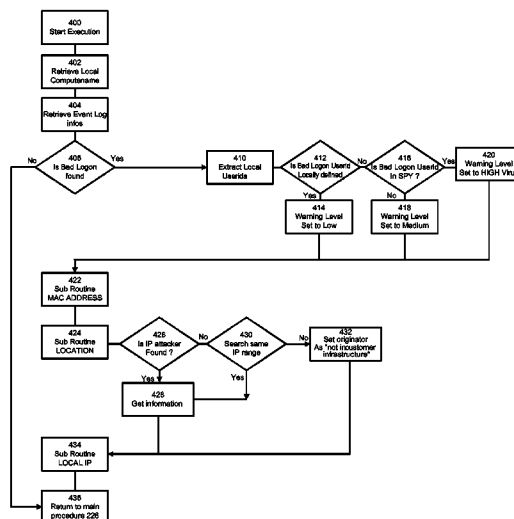 400
Start Execution
402
Retrieve Local
Computername
404
Retrieve Event Log
infos
No
406
Is Bad Logon
found
Yes
410
Extract Local
Userids
412
Is Bad Logon Userid
Locally defined
No
416
Is Bad Logon Userid
In SPY ?
Yes
420
Warning Level
Set to HIGH Viru
Yes
414
Warning Level
Set to Low
No
418
Warning Level
Set to Medium
422
Sub Routine
MAC ADDRESS
424
Sub Routine
LOCATION
426
Is IP attacker
Found ?
No
430
Search same
IP range
No
432
Set originator
As "not incustomer
infrastructure"
Yes
428
Get information
Yes
434
Sub Routine
LOCAL IP
436
Return to main
procedure 226